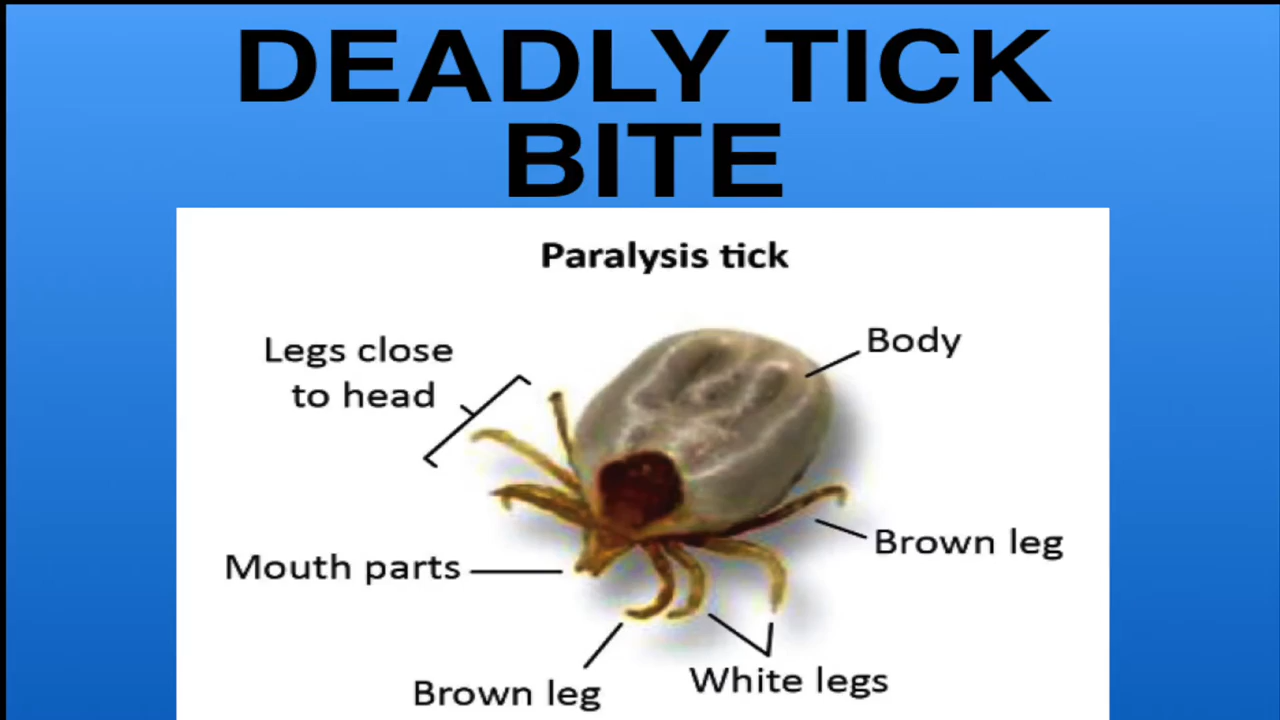 DEADLY TICK
BITE
Paralysis tick
Body
Legs close
to head
Brown leg
Mouth parts
White legs
Brown leg